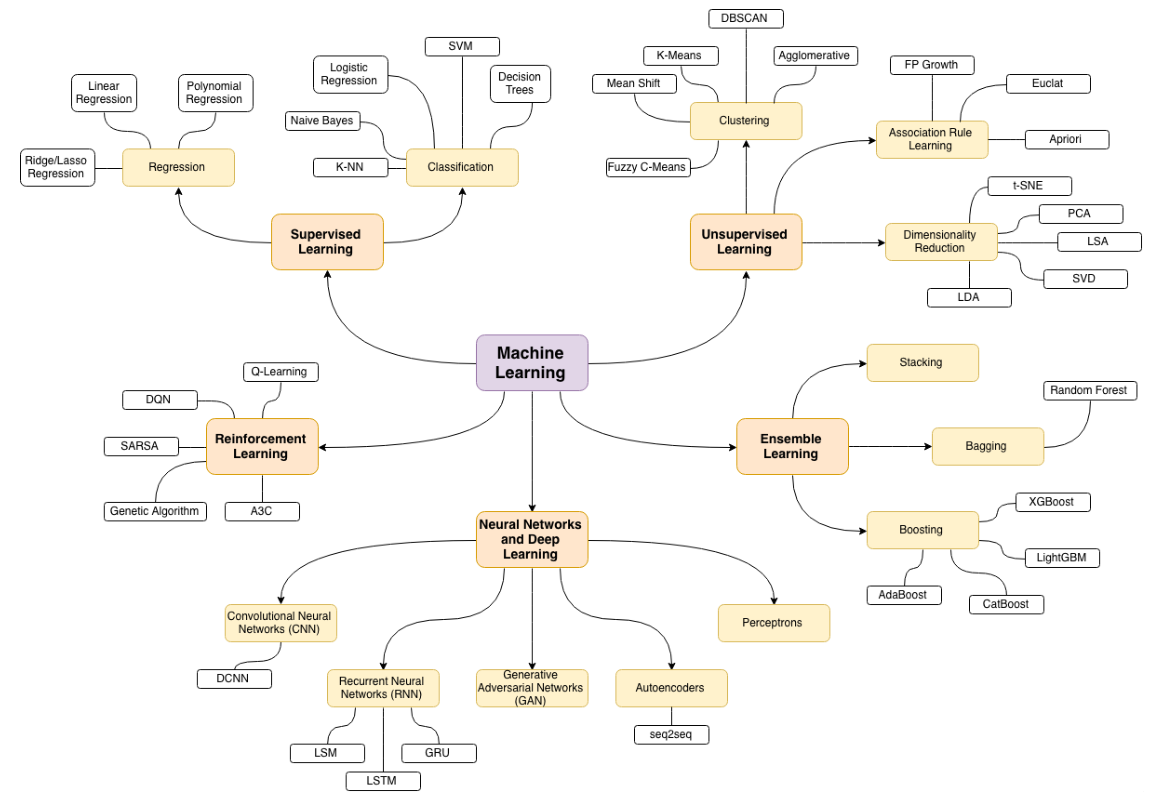 DBSCAN
SVM
K-Means
Agglomerative
Logistic
Regression
FP Growth
Linear
Regression
Polynomial
Regression
Decision
Trees
Mean Shift
Euclat
Naive Bayes
Clustering
Association Rule
Learning
Apriori
Ridge/Lasso
Regression
Regression
K-NN
Classification
Fuzzy C-Means
t-SNE
PCA
Supervised
Learning
Unsupervised
Learning
Dimensionality
Reduction
LSA
SVD
LDA
Machine
Learning
Stacking
Q-Learning
Random Forest
DQN
SARSA
Reinforcement
Learning
Ensemble
Learning
Bagging
Genetic Algorithm
A3C
XGBoost
Neural Networks
and Deep
Learning
Boosting
LightGBM
AdaBoost
CatBoost
Convolutional Neural
Networks (CNN)
Perceptrons
DCNN
Recurrent Neural
Networks (RNN)
Generative
Adversarial Networks
(GAN)
Autoencoders
seq2seq
LSM
GRU
LSTM